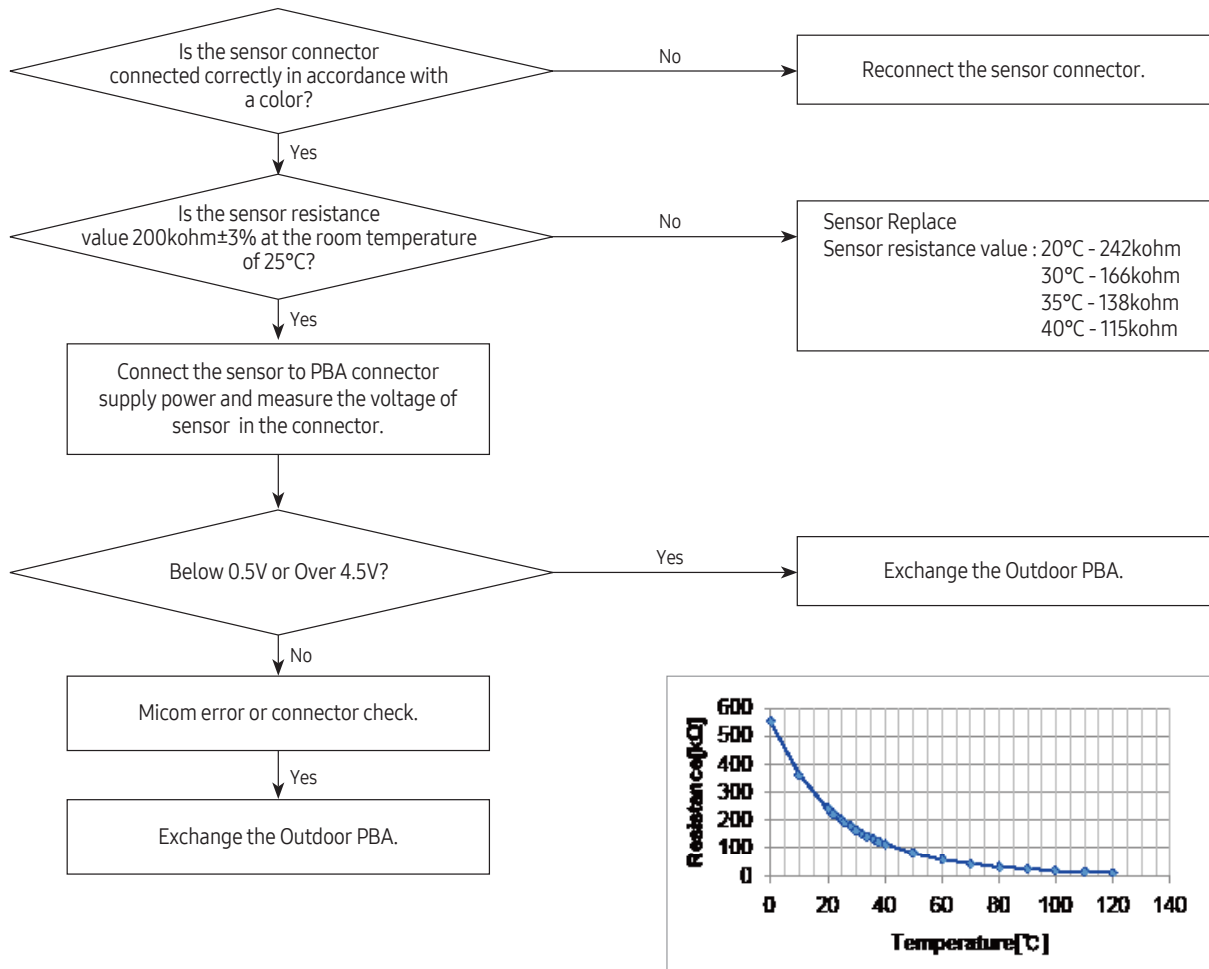 Is the sensor connector
connected correctly in accordance with
a color?
No
Reconnect the sensor connector.
Yes
Is the sensor resistance
value 200kohm±3% at the room temperature
of 25°C?
No
Sensor Replace
Sensor resistance value : 20°C - 242kohm
30°C - 166kohm
35°C - 138kohm
40°C - 115kohm
Yes
Connect the sensor to PBA connector
supply power and measure the voltage of
sensor in the connector.
Below 0.5V or Over 4.5V?
Yes
Exchange the Outdoor PBA.
No
Micom error or connector check.
Yes
Exchange the Outdoor PBA.
Resistance[kΩ]
600
500
400
300
200
100
0
0 20 40 60 80 100 120 140
Temperature[℃]